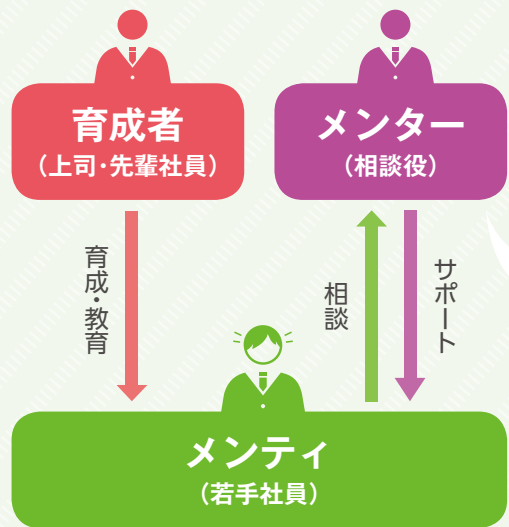 育成者
（上司・先輩社員）
メンター
（相談役）
育成・教育
相談
サポート
メンティ
（若手社員）